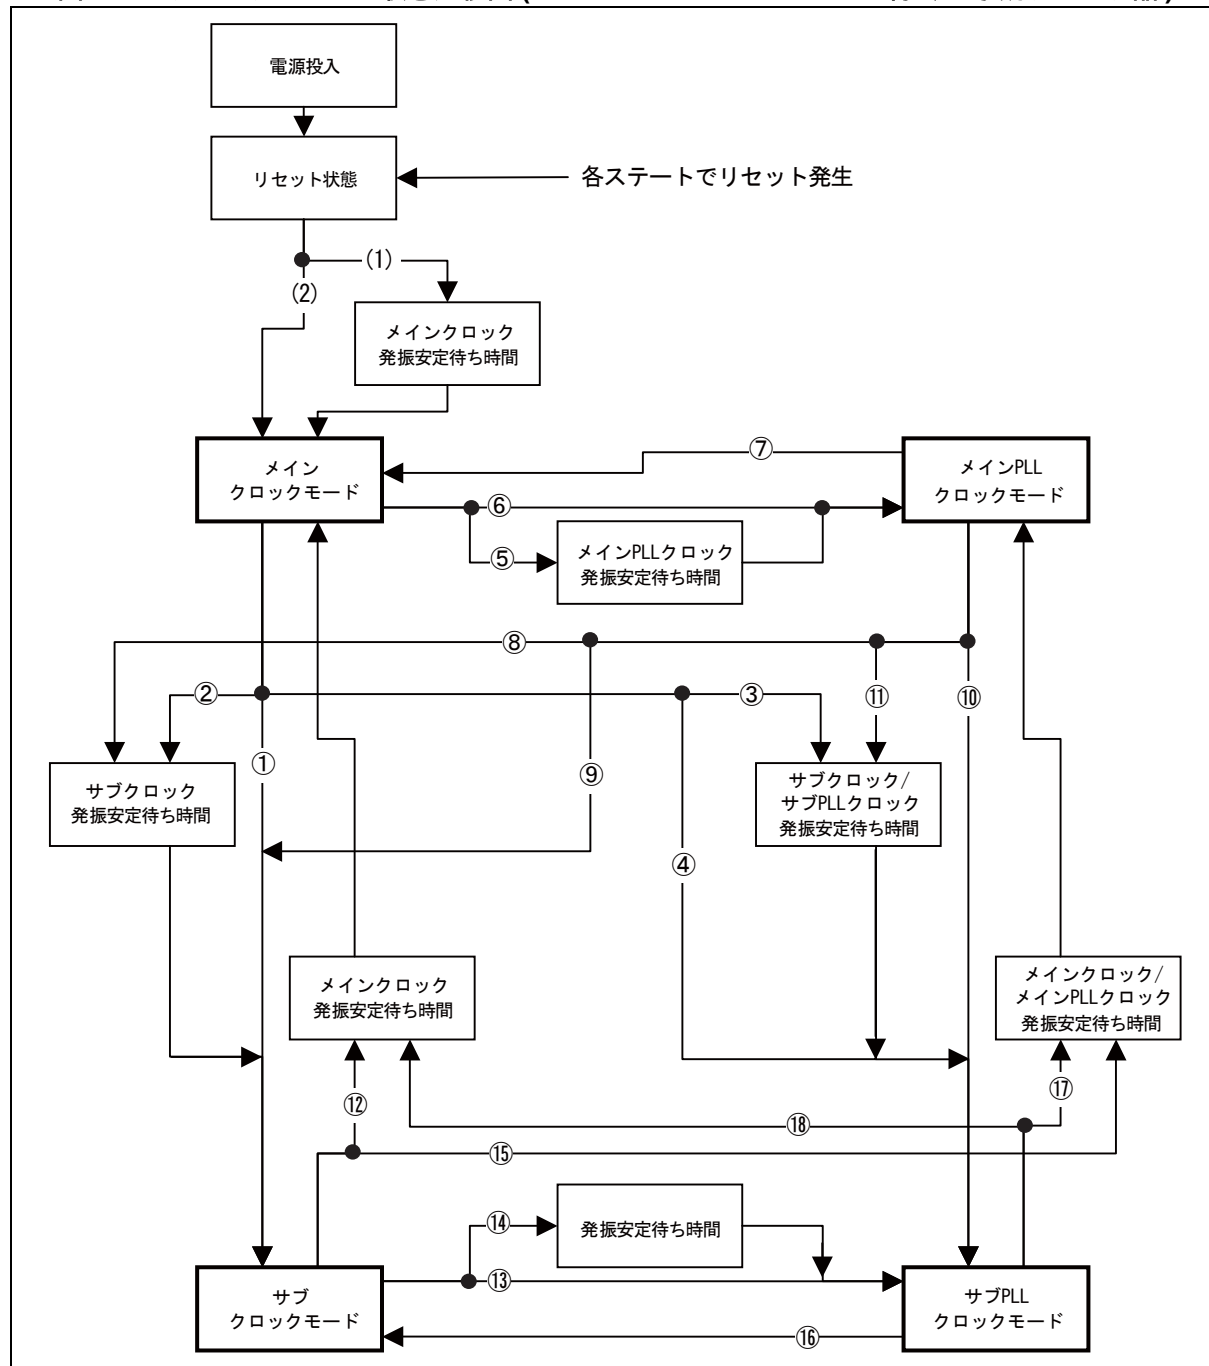 電源投入
リセット状態
各ステートでリセット発生
(1)
(2)
メインクロック
発振安定待ち時間
メイン
クロックモード
⑦
メインPLL
クロックモード
⑥
⑤
メインPLLクロック
発振安定待ち時間
⑧
②
③
⑪
⑩
①
⑨
サブクロック
発振安定待ち時間
サブクロック/
サブPLLクロック
発振安定待ち時間
④
メインクロック
発振安定待ち時間
メインクロック/
メインPLLクロック
発振安定待ち時間
⑫
⑰
⑱
⑮
⑭
発振安定待ち時間
⑬
サブ
クロックモード
サブPLL
クロックモード
⑯